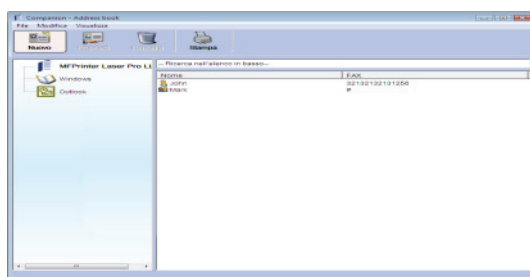 Companion - Address book
File Modifica Visualizza
Nuovo Stampa
MFPrinter Laser Pro LL
Windows
Outlook
-- Ricerca nell'elenco in basso--
Nome FAX
John
Mark